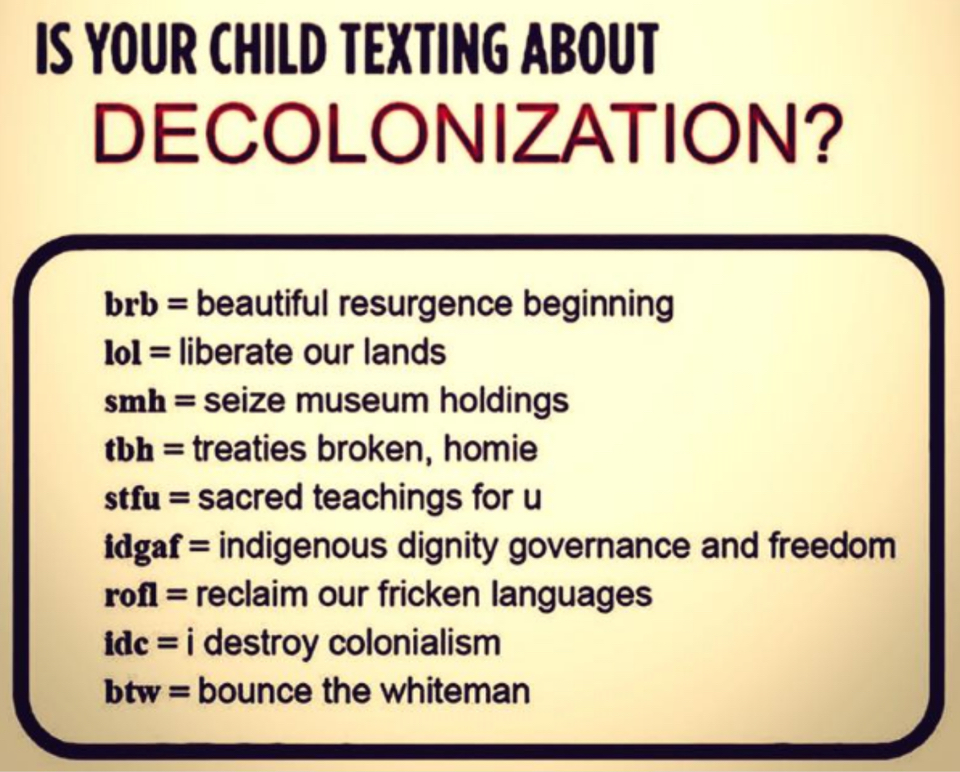 IS YOUR CHILD TEXTING ABOUT
DECOLONIZATION?
brb = beautiful resurgence beginning
lol = liberate our lands
smh = seize museum holdings
tbh = treaties broken, homie
stfu = sacred teachings for u
idgaf = indigenous dignity governance and freedom
rofl = reclaim our fricken languages
idc = i destroy colonialism
btw = bounce the whiteman